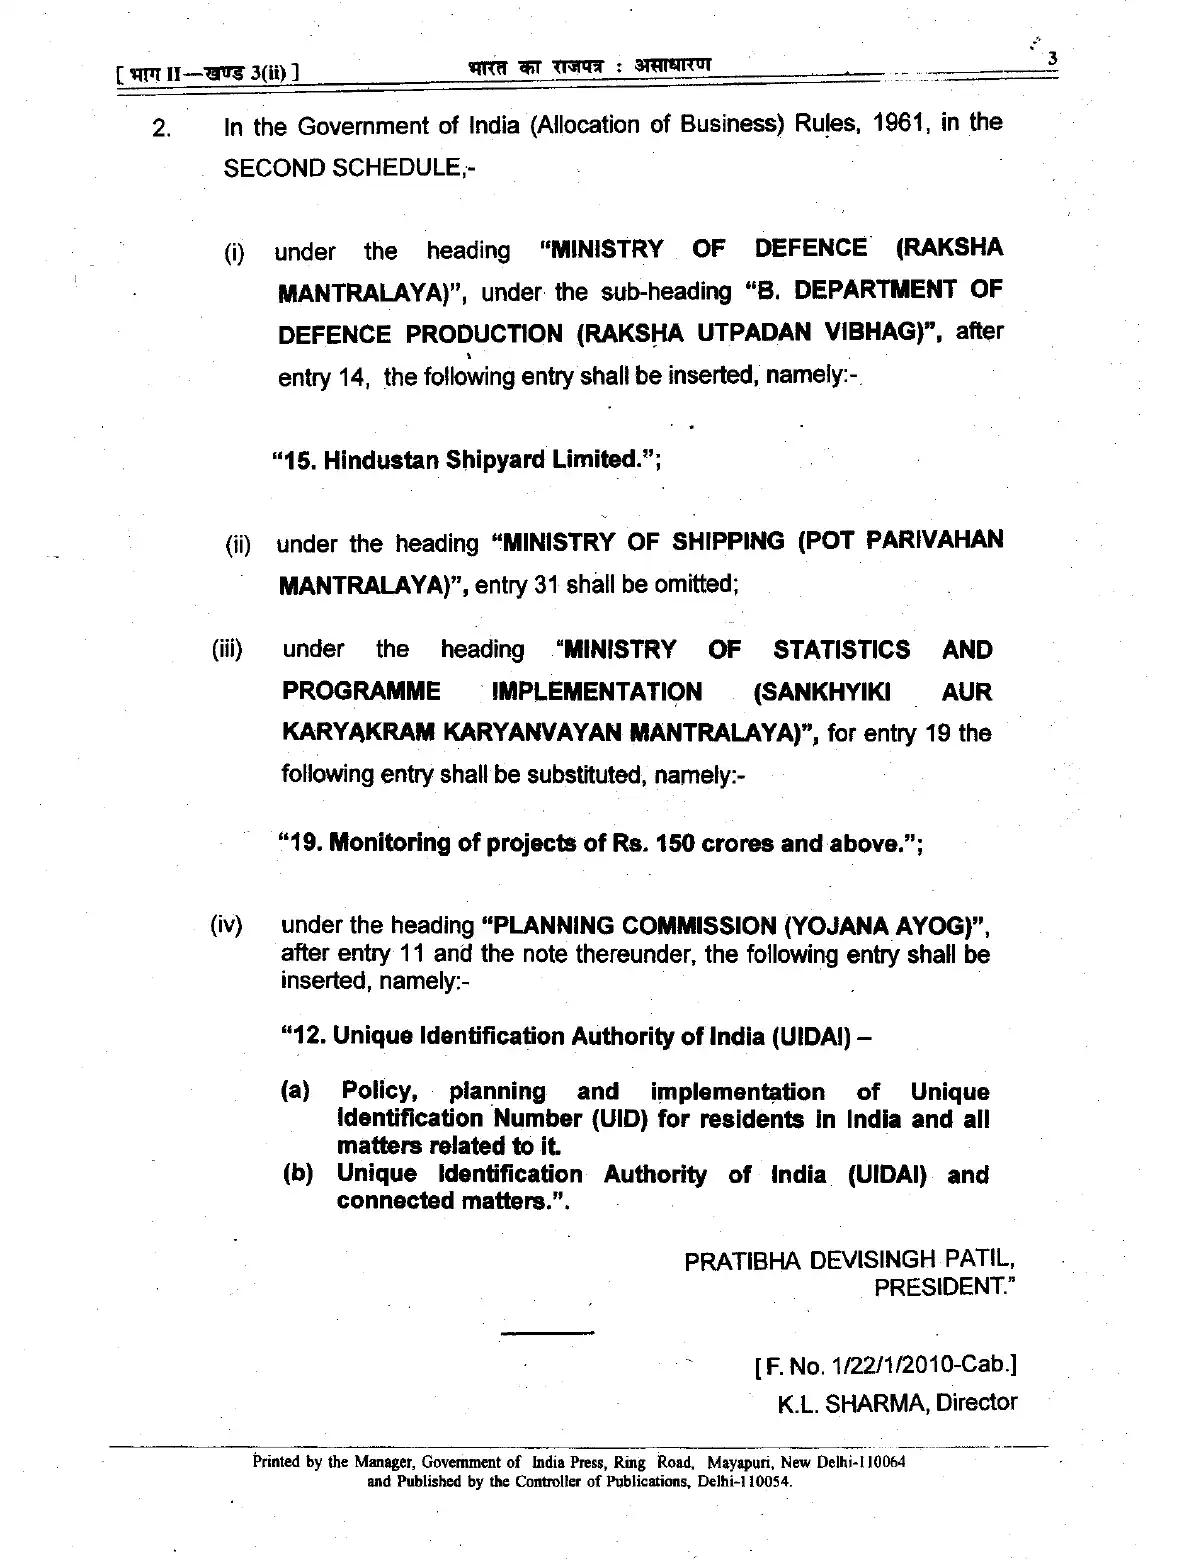 [ भाग II—खण्ड 3(ii) ]
भारत का राजपत्र : असाधारण
3
2. In the Government of India (Allocation of Business) Rules, 1961, in the
SECOND SCHEDULE,-
(i) under the heading "MINISTRY OF DEFENCE (RAKSHA
MANTRALAYA)", under the sub-heading "B. DEPARTMENT OF
DEFENCE PRODUCTION (RAKSHA UTPADAN VIBHAG)", after
entry 14, the following entry shall be inserted, namely:-
"15. Hindustan Shipyard Limited.";
(ii) under the heading "MINISTRY OF SHIPPING (POT PARIVAHAN
MANTRALAYA)", entry 31 shall be omitted;
(iii) under the heading "MINISTRY OF STATISTICS AND
PROGRAMME IMPLEMENTATION (SANKHYIKI AUR
KARYAKRAM KARYANVAYAN MANTRALAYA)", for entry 19 the
following entry shall be substituted, namely:-
"19. Monitoring of projects of Rs. 150 crores and above.";
(iv) under the heading "PLANNING COMMISSION (YOJANA AYOG)",
after entry 11 and the note thereunder, the following entry shall be
inserted, namely:-
"12. Unique Identification Authority of India (UIDAI) –
(a) Policy, planning and implementation of Unique
Identification Number (UID) for residents in India and all
matters related to it.
(b) Unique Identification Authority of India (UIDAI) and
connected matters.".
PRATIBHA DEVISINGH PATIL,
PRESIDENT."
[ F. No. 1/22/1/2010-Cab.]
K.L. SHARMA, Director
Printed by the Manager, Government of India Press, Ring Road, Mayapuri, New Delhi-110064
and Published by the Controller of Publications, Delhi-110054.